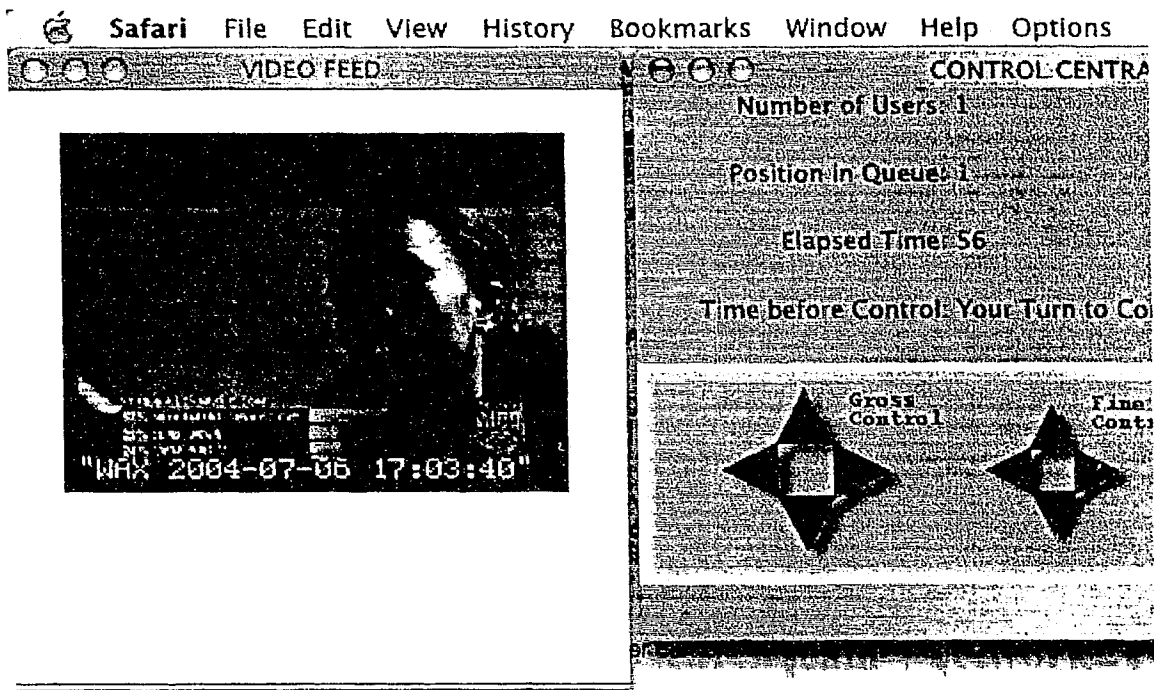 Safari File Edit View History Bookmarks Window Help Options
VIDEO FEED
"WAX 2004-07-06 17:03:40"
CONTROL CENTRA
Number of Users: 1
Position in Queue: 1
Elapsed Time: 56
Time before Control: Your Turn to Co
Gross
Control
Fine
Cont